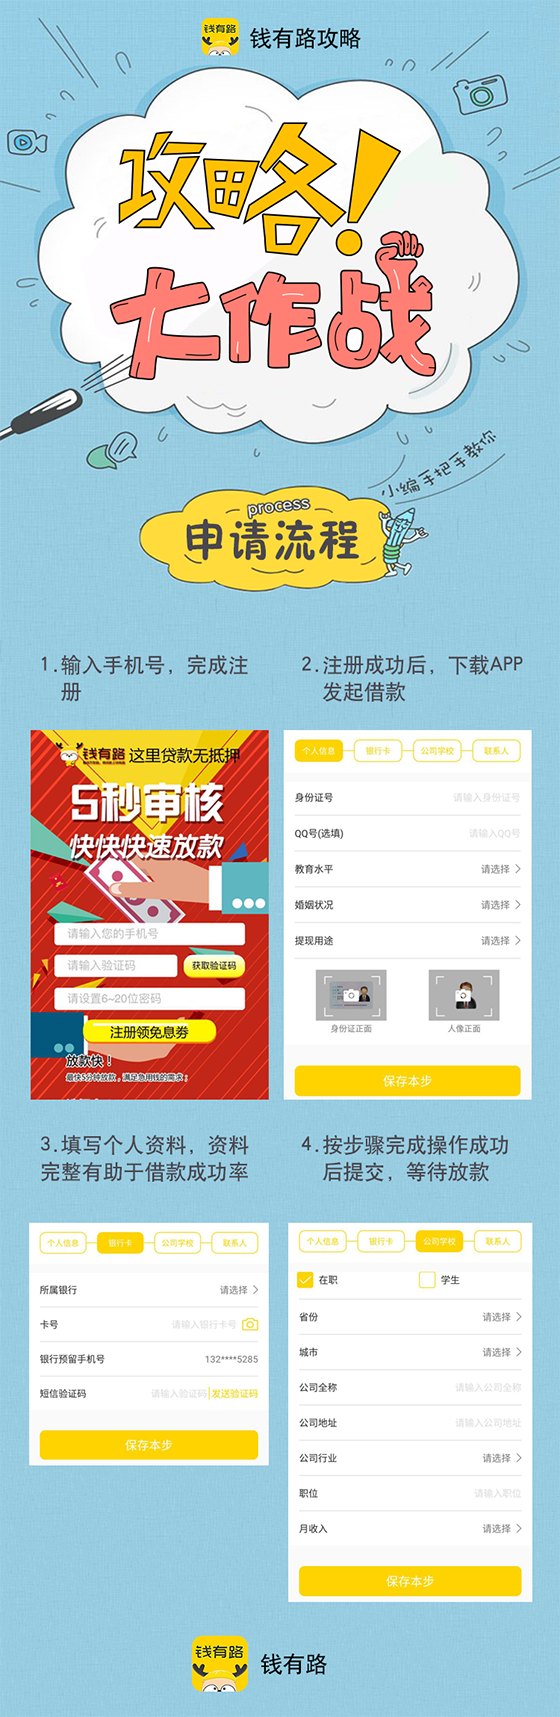 钱有路
钱有路攻略
攻略!
大作战
小编手把手教你
process
申请流程
1.输入手机号，完成注
册
2.注册成功后，下载APP
发起借款
钱有路 这里贷款无抵押
5秒审核
快快快速放款
请输入您的手机号
请输入验证码 获取验证码
请设置6~20位密码
注册领免息券
放款快！
最快5分钟放款，满足急用钱的需求；
个人信息 银行卡 公司学校 联系人
身份证号 请输入身份证号
QQ号(选填) 请输入QQ号
教育水平 请选择
婚姻状况 请选择
提现用途 请选择
身份证正面 人像正面
保存本步
3.填写个人资料，资料
完整有助于借款成功率
4.按步骤完成操作成功
后提交，等待放款
个人信息 银行卡 公司学校 联系人
所属银行 请选择
卡号 请输入银行卡号
银行预留手机号 132****5285
短信验证码 请输入验证码 发送验证码
保存本步
个人信息 银行卡 公司学校 联系人
在职 学生
省份 请选择
城市 请选择
公司全称 请输入公司全称
公司地址 请输入公司地址
公司行业 请选择
职位 请输入职位
月收入 请选择
保存本步
钱有路
钱有路